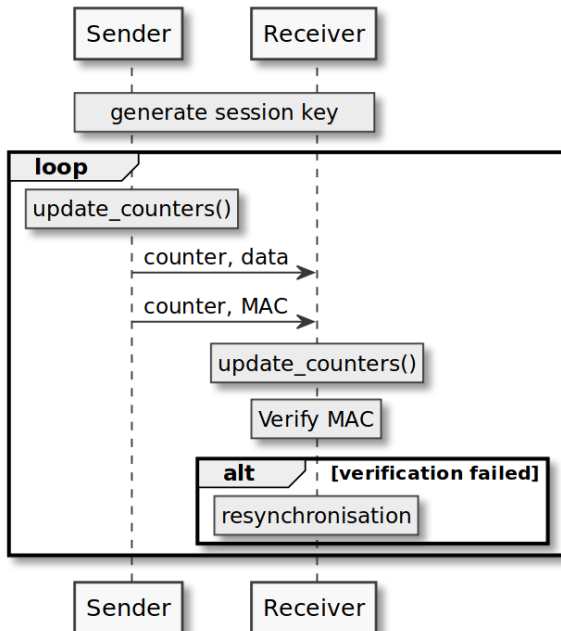 Sender
Receiver
generate session key
loop
update_counters()
counter, data
counter, MAC
update_counters()
Verify MAC
alt
[verification failed]
resynchronisation
Sender
Receiver